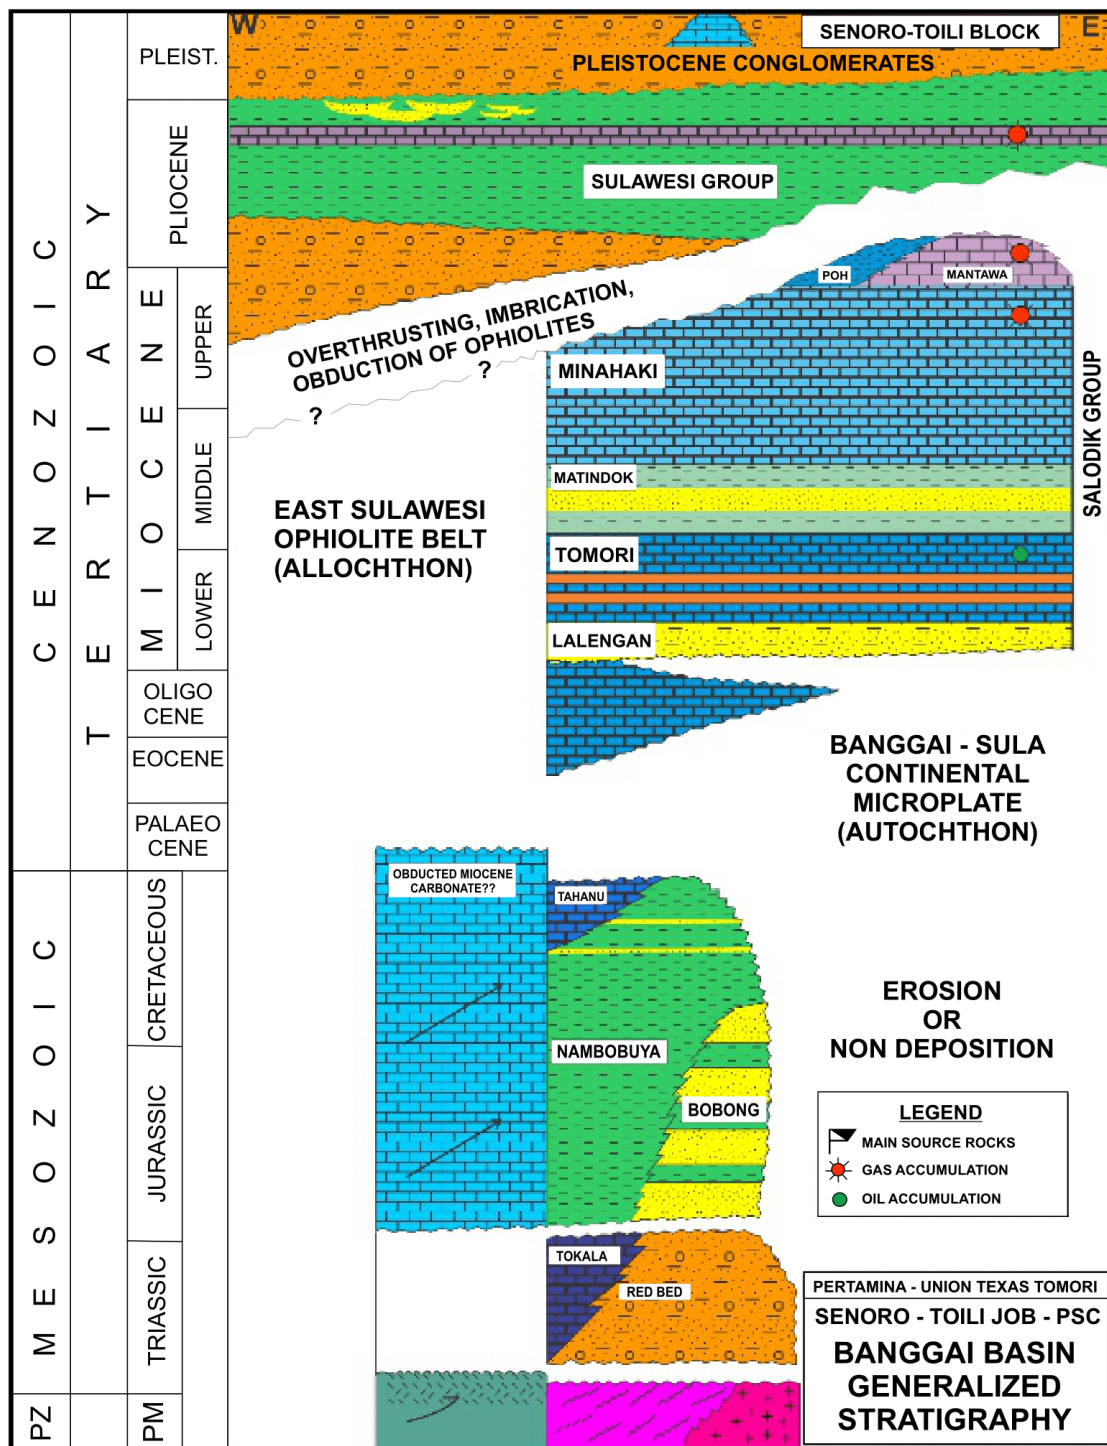 W
E
SENORO-TOILI BLOCK
PLEISTOCENE CONGLOMERATES
PLEIST.
PLIOCENE
SULAWESI GROUP
CENOZOIC
TERTIARY
MIOCENE
UPPER
MIDDLE
LOWER
POH
MANTAWA
OVERTHRUSTING, IMBRICATION,
OBDUCTION OF OPHIOLITES
?
?
MINAHAKI
SALODIK GROUP
MATINDOK
EAST SULAWESI
OPHIOLITE BELT
(ALLOCHTHON)
TOMORI
LALENGAN
OLIGO
CENE
EOCENE
PALAEO
CENE
BANGGAI - SULA
CONTINENTAL
MICROPLATE
(AUTOCHTHON)
MESOZOIC
CRETACEOUS
JURASSIC
TRIASSIC
OBDUCTED MIOCENE
CARBONATE??
TAHANU
NAMBOBUYA
BOBONG
EROSION
OR
NON DEPOSITION
LEGEND
MAIN SOURCE ROCKS
GAS ACCUMULATION
OIL ACCUMULATION
TOKALA
RED BED
PZ
PM
PERTAMINA - UNION TEXAS TOMORI
SENORO - TOILI JOB - PSC
BANGGAI BASIN
GENERALIZED
STRATIGRAPHY